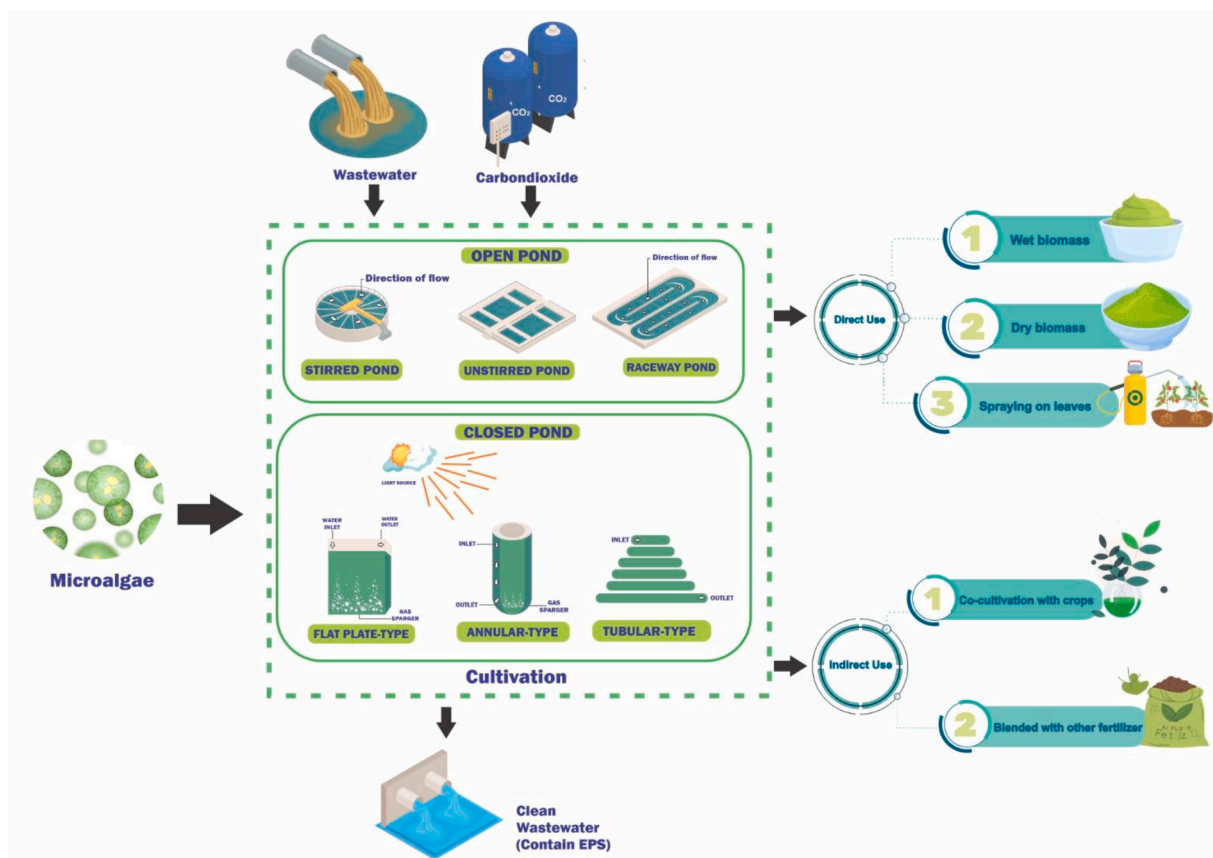 Wastewater
CO₂
CO₂
Carbondioxide
OPEN POND
Direction of flow
Direction of flow
STIRRED POND
UNSTIRRED POND
RACEWAY POND
CLOSED POND
LIGHT SOURCE
WATER
INLET
WATER
OUTLET
GAS
SPARGER
FLAT PLATE-TYPE
INLET
OUTLET
GAS
SPARGER
ANNULAR-TYPE
INLET
OUTLET
TUBULAR-TYPE
Cultivation
Microalgae
Clean
Wastewater
(Contain EPS)
Direct Use
1
Wet biomass
2
Dry biomass
3
Spraying on leaves
Indirect Use
1
Co-cultivation with crops
2
Blended with other fertilizer